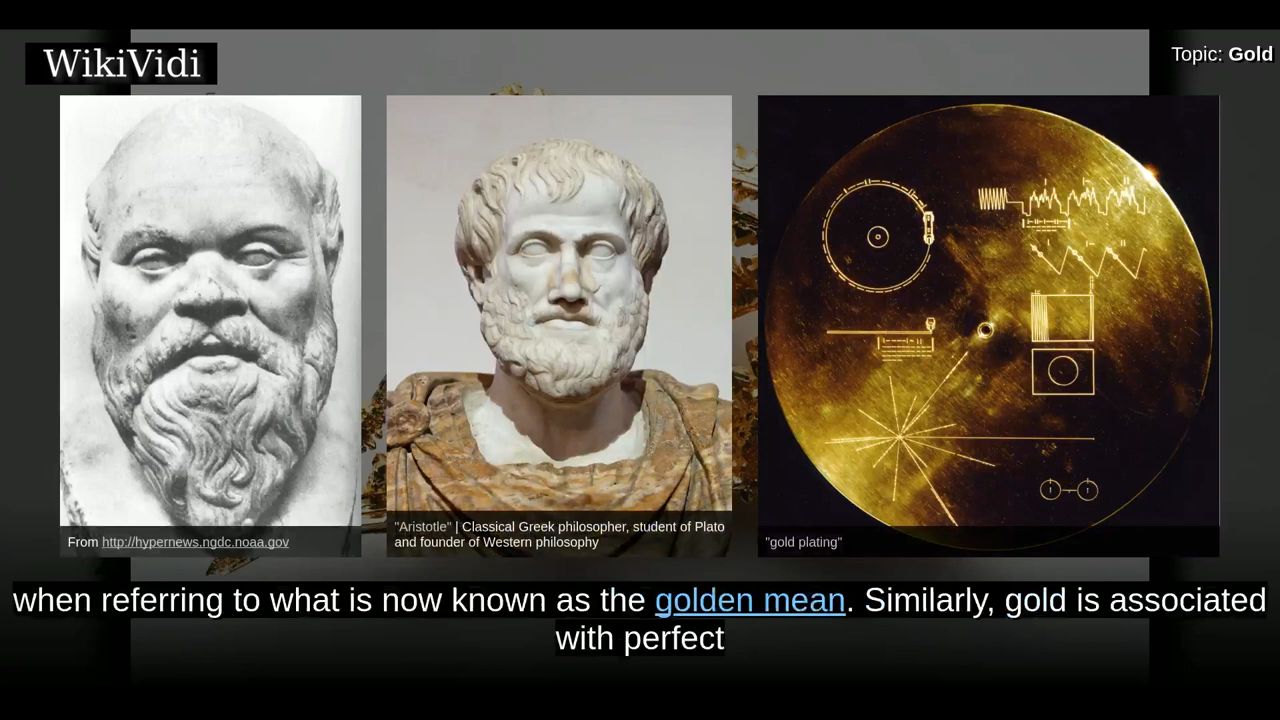 WikiVidi
Topic: Gold
From http://hypernews.ngdc.noaa.gov
"Aristotle" | Classical Greek philosopher, student of Plato
and founder of Western philosophy
"gold plating"
when referring to what is now known as the golden mean. Similarly, gold is associated
with perfect